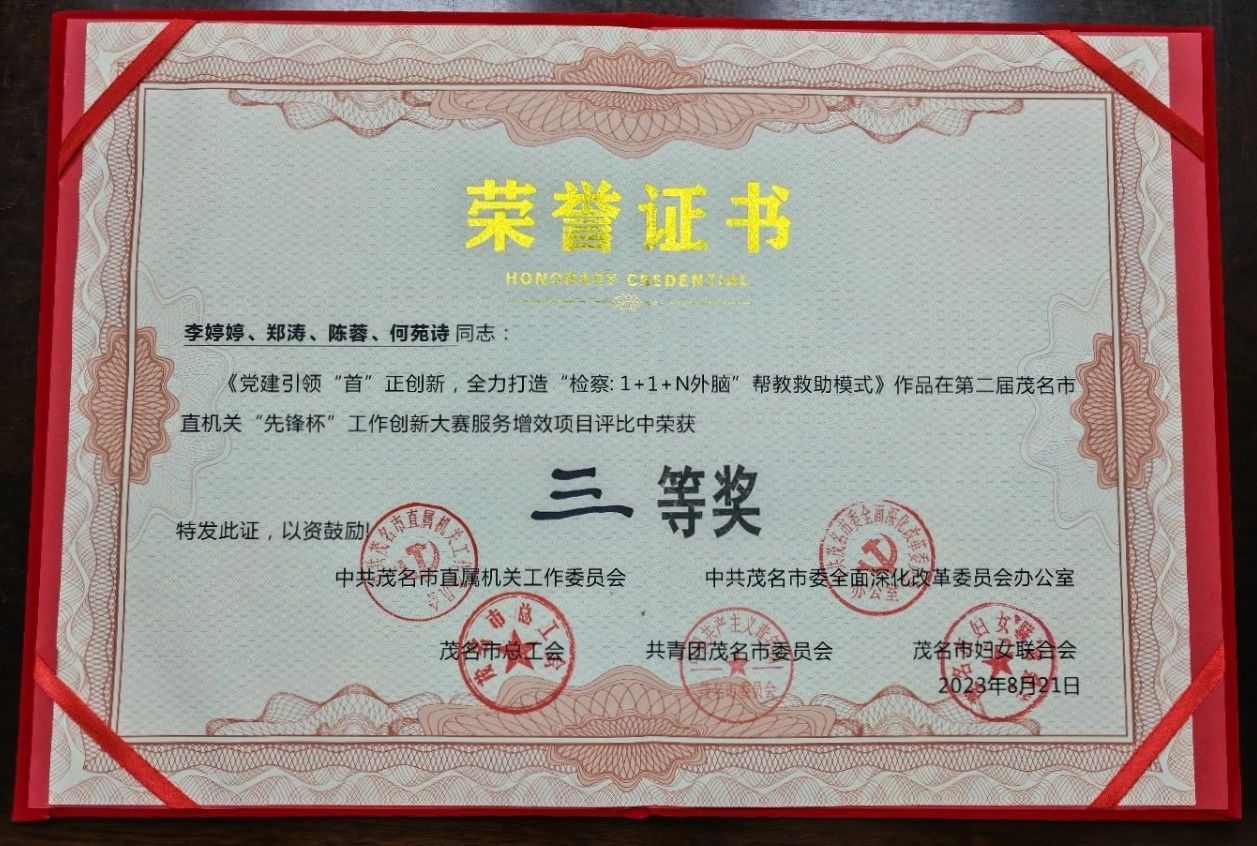 荣誉证书
HONORARY CREDENTIAL
李婷婷、郑涛、陈蓉、何苑诗同志：
《党建引领“首”正创新，全力打造“检察: 1+1+N外脑”帮教救助模式》作品在第二届茂名市
直机关“先锋杯”工作创新大赛服务增效项目评比中荣获
三等奖
特发此证，以资鼓励!
中共茂名市直属机关工作委员会 中共茂名市委全面深化改革委员会办公室
茂名市总工会 共青团茂名市委员会 茂名市妇女联合会
2023年8月21日